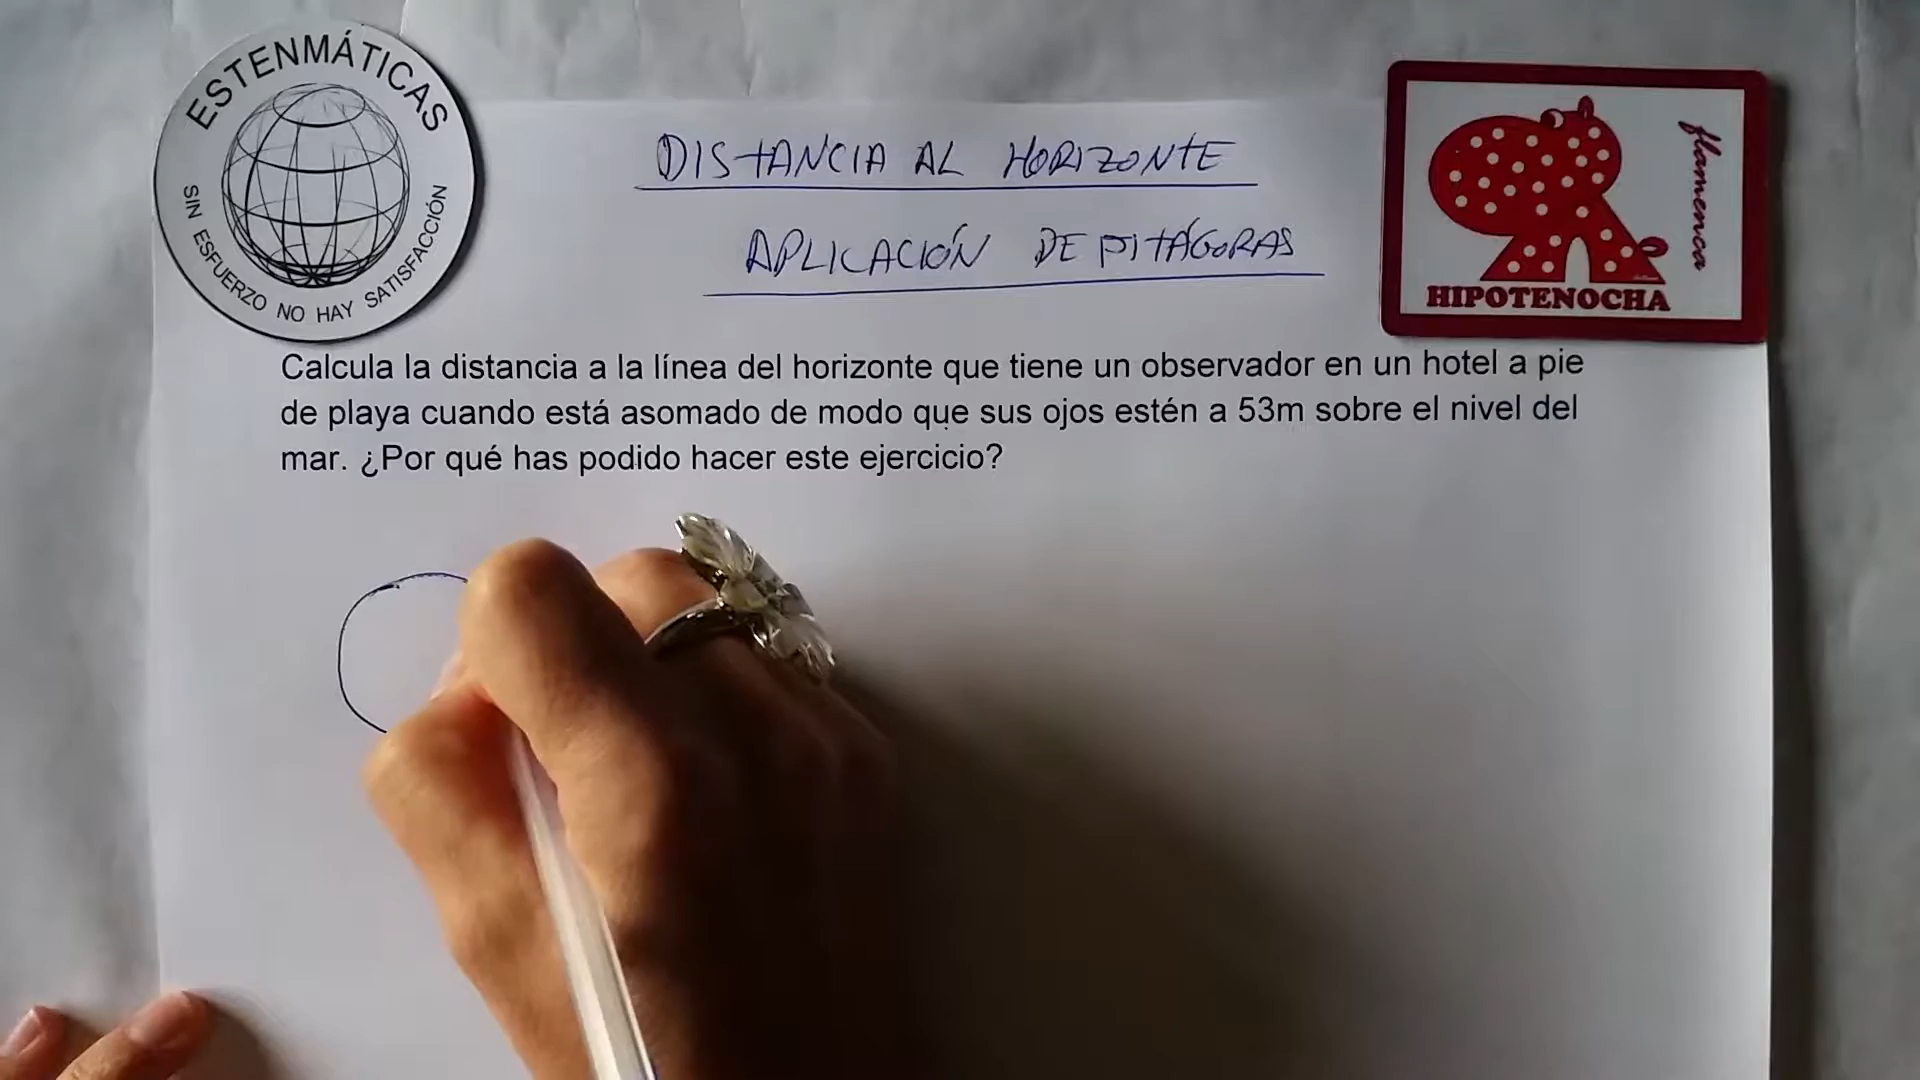 ESTENMÁTICAS
SIN ESFUERZO NO HAY SATISFACCIÓN
DISTANCIA AL HORIZONTE
APLICACIÓN DE PITÁGORAS
flamenca
HIPOTENOCHA
Calcula la distancia a la línea del horizonte que tiene un observador en un hotel a pie
de playa cuando está asomado de modo que sus ojos estén a 53m sobre el nivel del
mar. ¿Por qué has podido hacer este ejercicio?